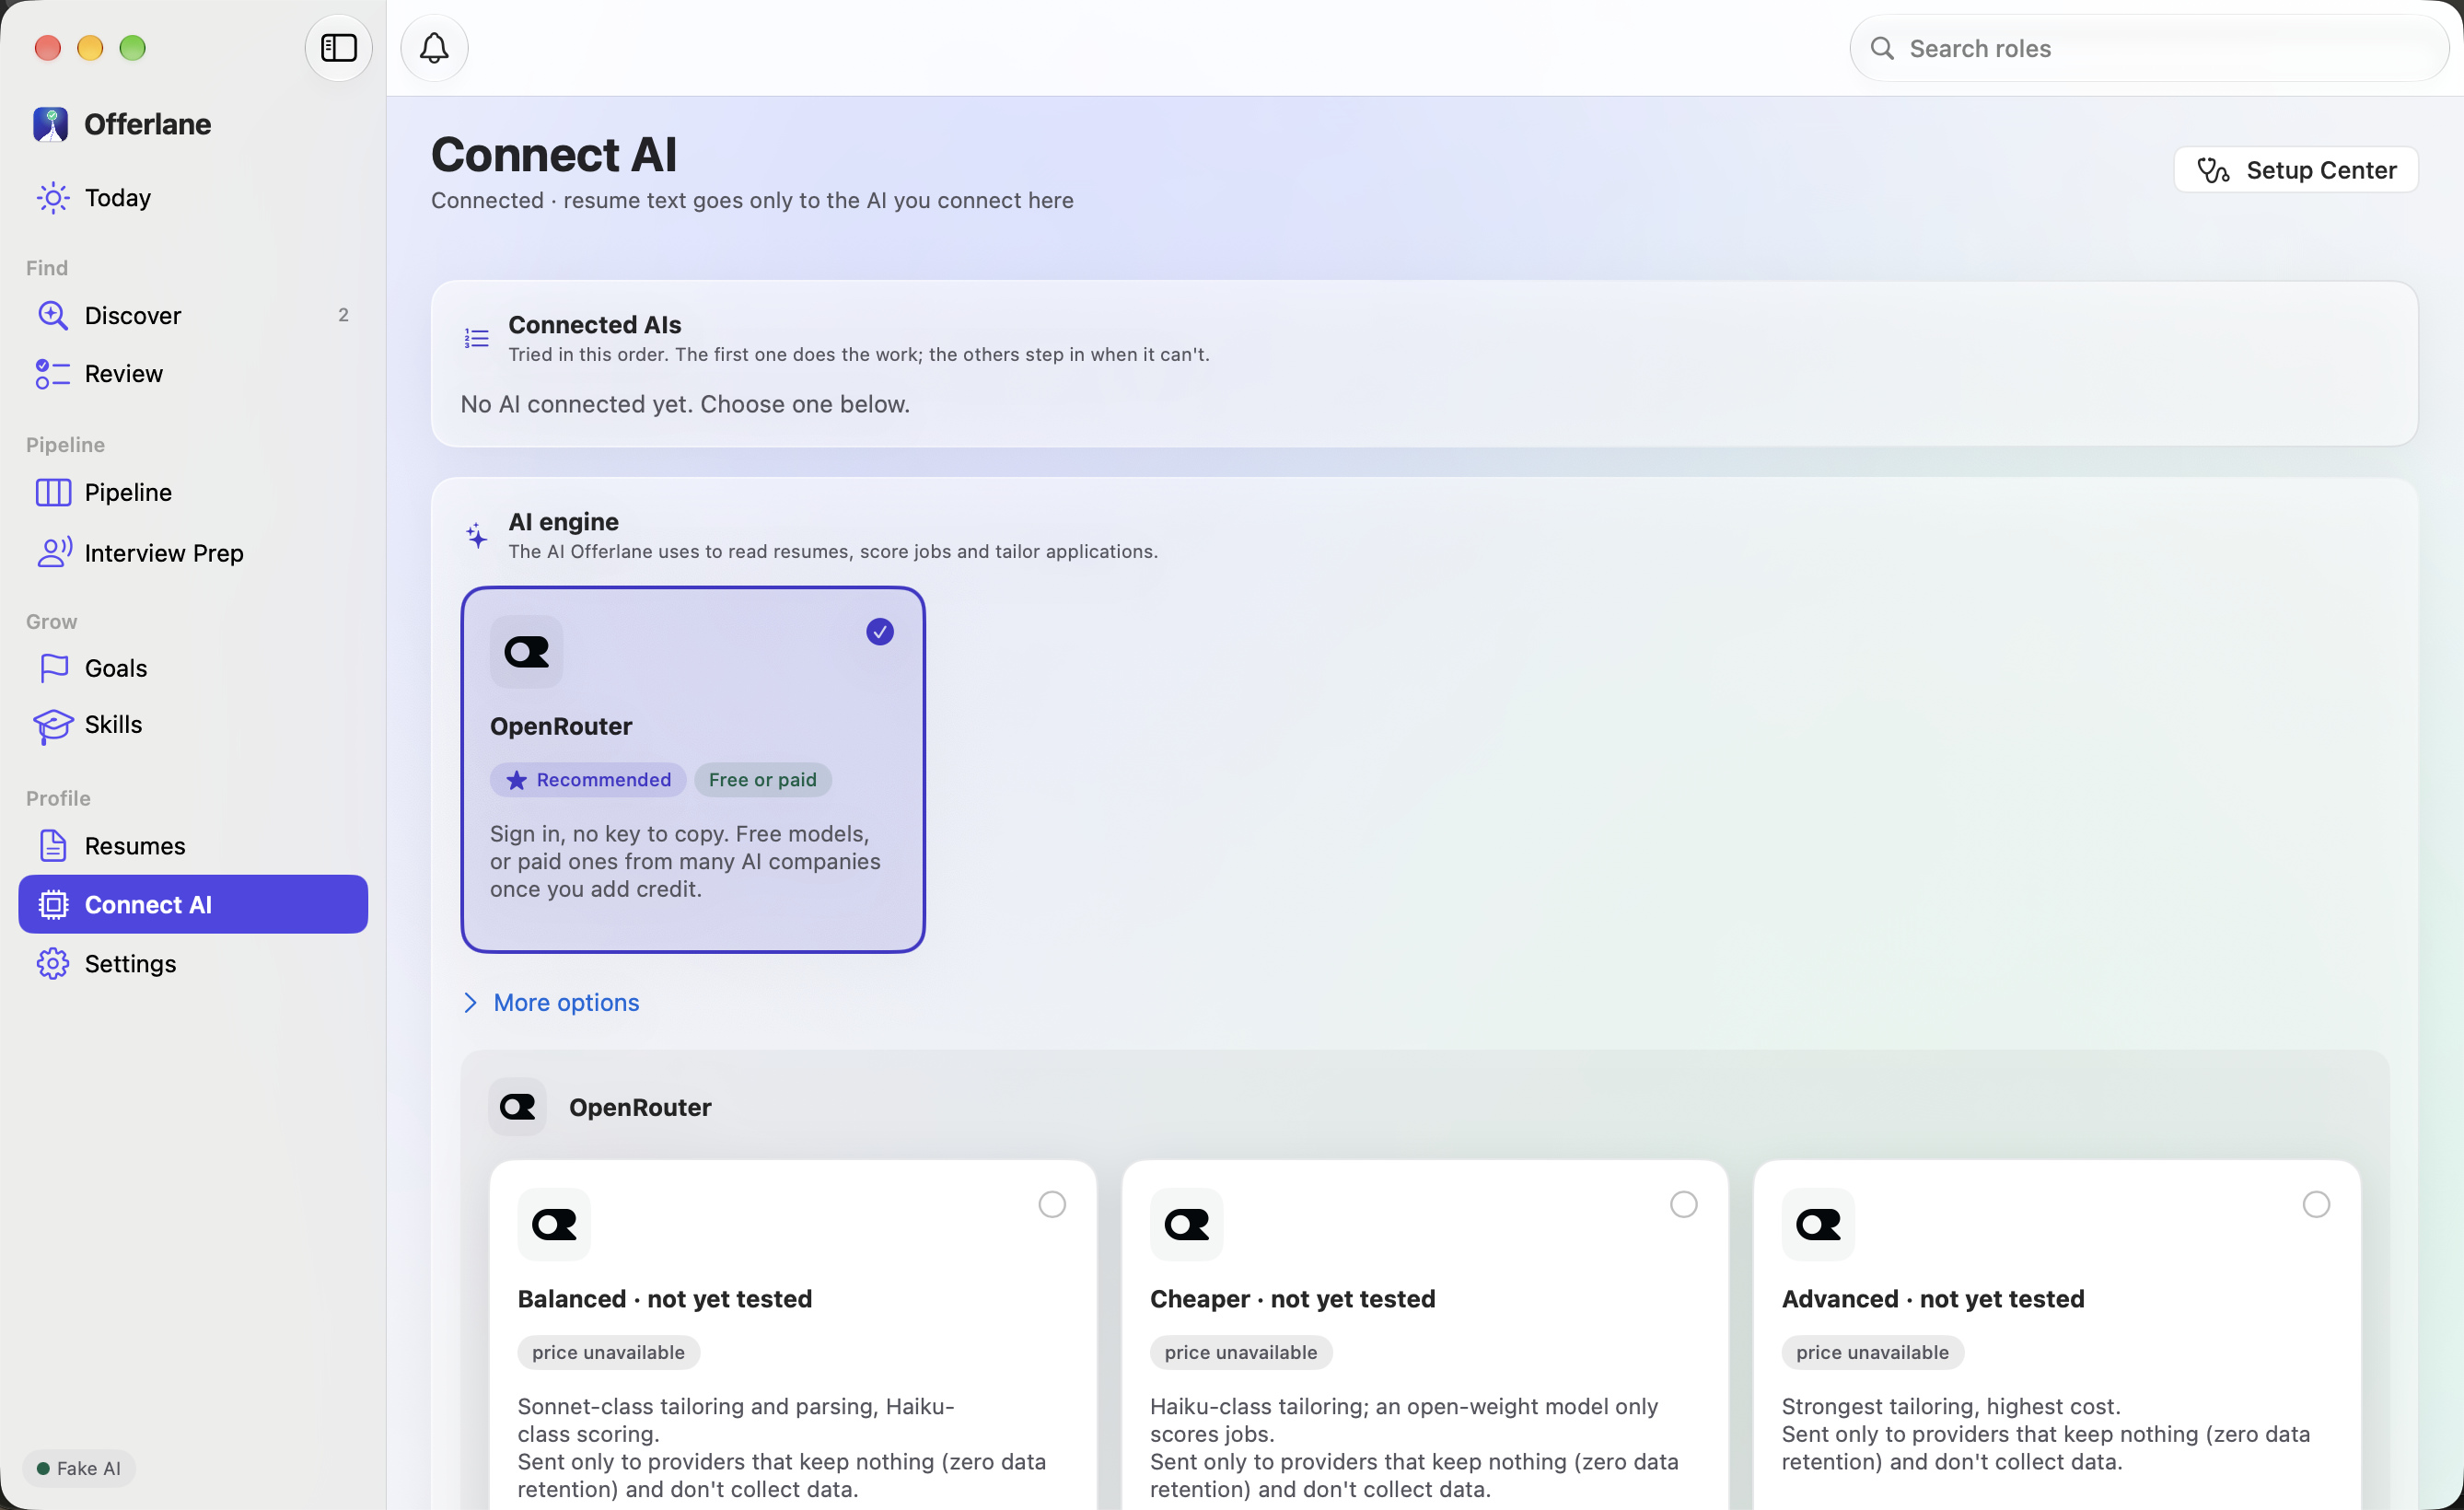 Search roles
Offerlane
Today
Find
Discover 2
Review
Pipeline
Pipeline
Interview Prep
Grow
Goals
Skills
Profile
Resumes
Connect AI
Settings
Fake AI
Connect AI
Connected · resume text goes only to the AI you connect here
Setup Center
Connected AIs
Tried in this order. The first one does the work; the others step in when it can't.
No AI connected yet. Choose one below.
AI engine
The AI Offerlane uses to read resumes, score jobs and tailor applications.
OpenRouter
Recommended
Free or paid
Sign in, no key to copy. Free models,
or paid ones from many AI companies
once you add credit.
More options
OpenRouter
Balanced · not yet tested
price unavailable
Sonnet-class tailoring and parsing, Haiku-
class scoring.
Sent only to providers that keep nothing (zero data
retention) and don't collect data.
Cheaper · not yet tested
price unavailable
Haiku-class tailoring; an open-weight model only
scores jobs.
Sent only to providers that keep nothing (zero data
retention) and don't collect data.
Advanced · not yet tested
price unavailable
Strongest tailoring, highest cost.
Sent only to providers that keep nothing (zero data
retention) and don't collect data.